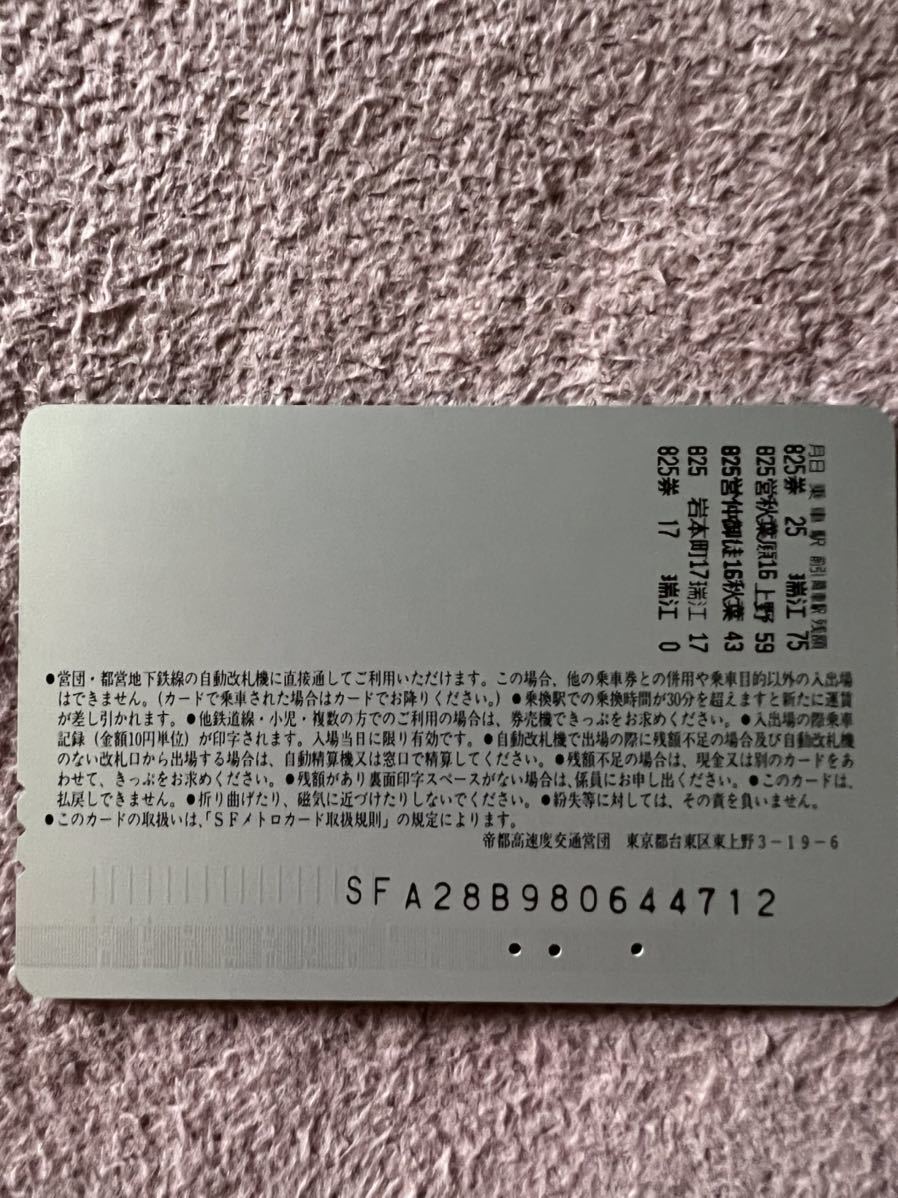 月日 乗車駅 割引 降車駅 残額
825券 25 瑞江 75
825営秋葉原16上野 59
825営仲御徒16秋葉 43
825 岩本町17瑞江 17
825券 17 瑞江 0
●営団・都営地下鉄線の自動改札機に直接通してご利用いただけます。この場合、他の乗車券との併用や乗車目的以外の入出場
はできません。(カードで乗車された場合はカードでお降りください。)●乗換駅での乗換時間が30分を超えますと新たに運賃
が差し引かれます。●他鉄道線・小児・複数の方でのご利用の場合は、券売機できっぷをお求めください。●入出場の際乗車
記録(金額10円単位)が印字されます。入場当日に限り有効です。●自動改札機で出場の際に残額不足の場合及び自動改札機
のない改札口から出場する場合は、自動精算機又は窓口で精算してください。●残額不足の場合は、現金又は別のカードをあ
わせて、きっぷをお求めください。●残額があり裏面印字スペースがない場合は、係員にお申し出ください。●このカードは、
払戻しできません。●折り曲げたり、磁気に近づけたりしないでください。●紛失等に対しては、その責を負いません。
●このカードの取扱いは、「SFメトロカード取扱規則」の規定によります。
帝都高速度交通営団 東京都台東区東上野3-19-6
SFA28B980644712